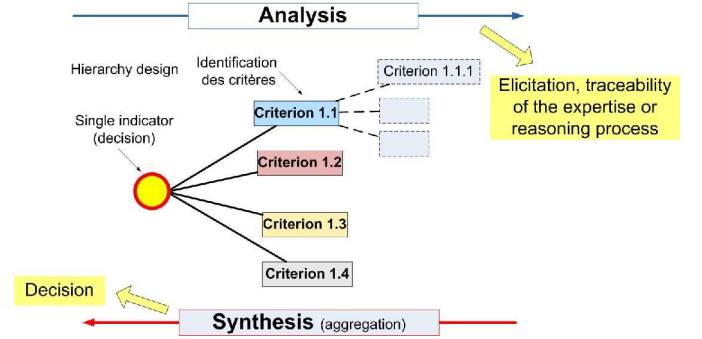 Analysis
Hierarchy design
Identification
des critères
Criterion 1.1.1
Elicitation, traceability
of the expertise or
reasoning process
Single indicator
(decision)
Criterion 1.1
Criterion 1.2
Criterion 1.3
Criterion 1.4
Decision
Synthesis (aggregation)